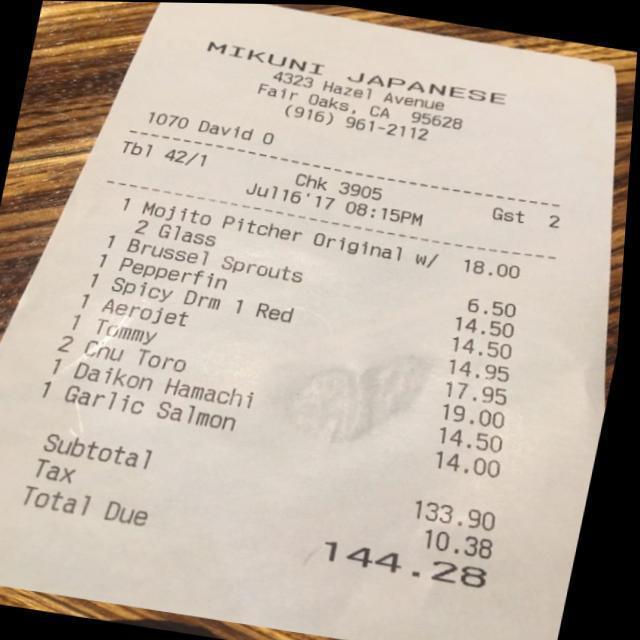 MIKUNI JAPANESE
4323 Hazel Avenue
Fair Oaks, CA 95628
(916) 961-2112
1070 David O
Tbl 42/1 Chk 3905 Gst 2
Jul16'17 08:15PM
1 Mojito Pitcher Original w/ 18.00
2 Glass
1 Brussel Sprouts 6.50
1 Pepperfin 14.50
1 Spicy Drm 1 Red 14.50
1 Aerojet 14.95
1 Tommy 17.95
2 Chu Toro 19.00
1 Daikon Hamachi 14.50
1 Garlic Salmon 14.00
Subtotal 133.90
Tax 10.38
Total Due 144.28